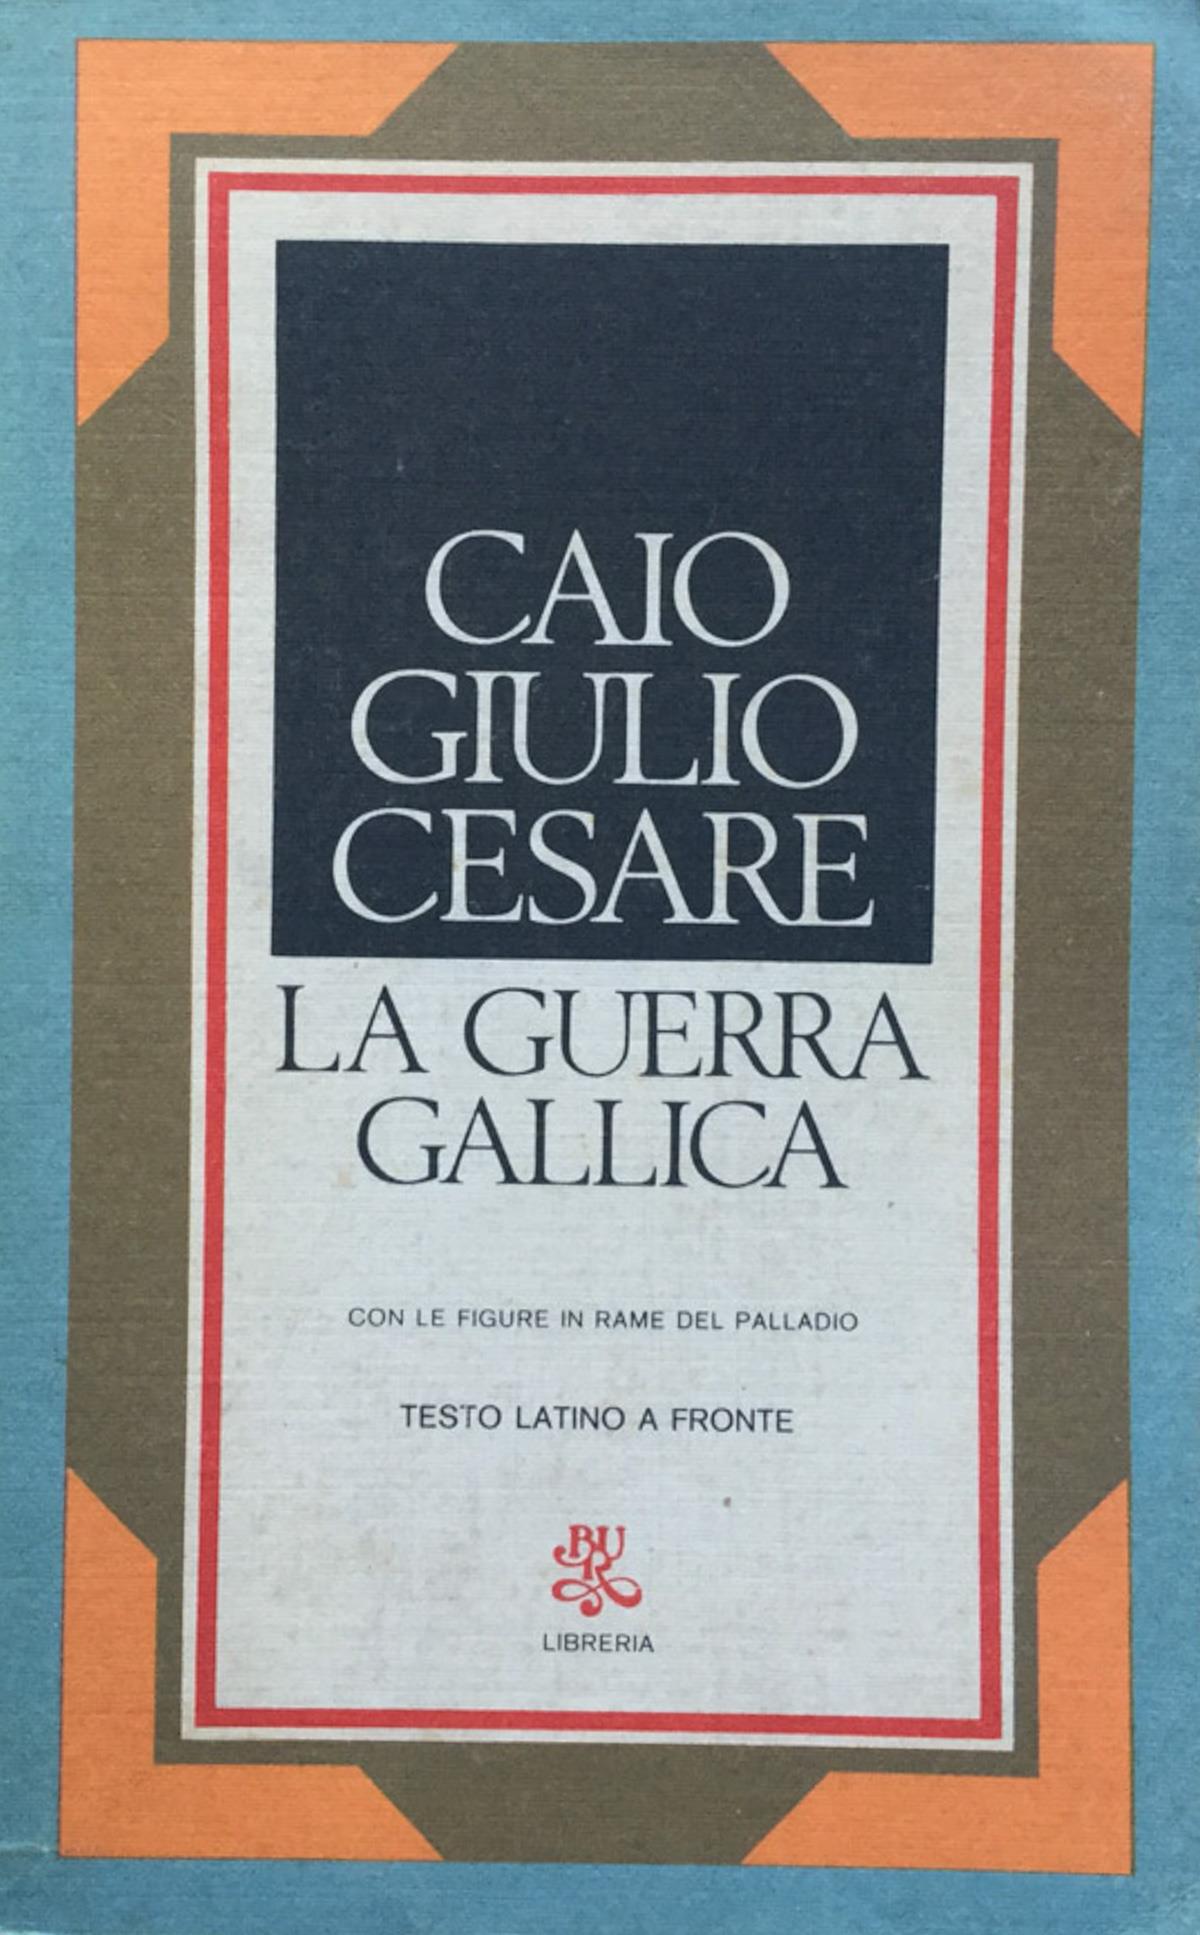 CAIO
GIULIO
CESARE
LA GUERRA
GALLICA
CON LE FIGURE IN RAME DEL PALLADIO
TESTO LATINO A FRONTE
BUR
LIBRERIA